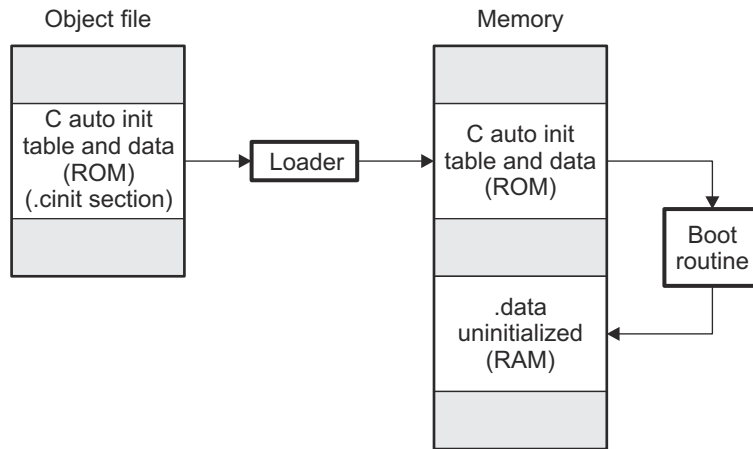 Object file
Memory
C auto init
table and data
(ROM)
(.cinit section)
Loader
C auto init
table and data
(ROM)
Boot
routine
.data
uninitialized
(RAM)